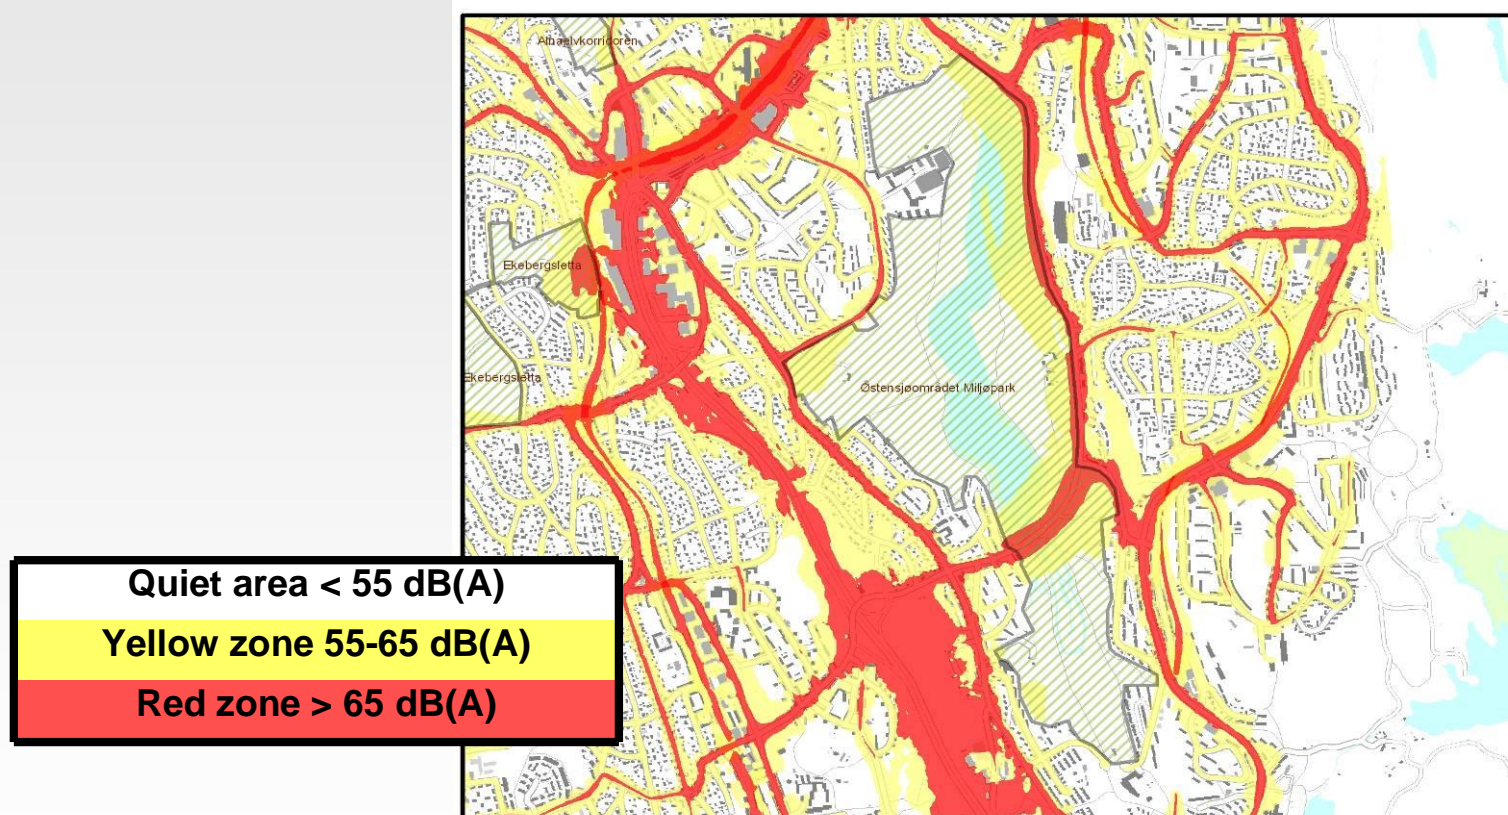 Alnaelvkorridoren
Ekebergsletta
Ekebergsletta
Østensjøområdet Miljøpark
Quiet area < 55 dB(A)
Yellow zone 55-65 dB(A)
Red zone > 65 dB(A)